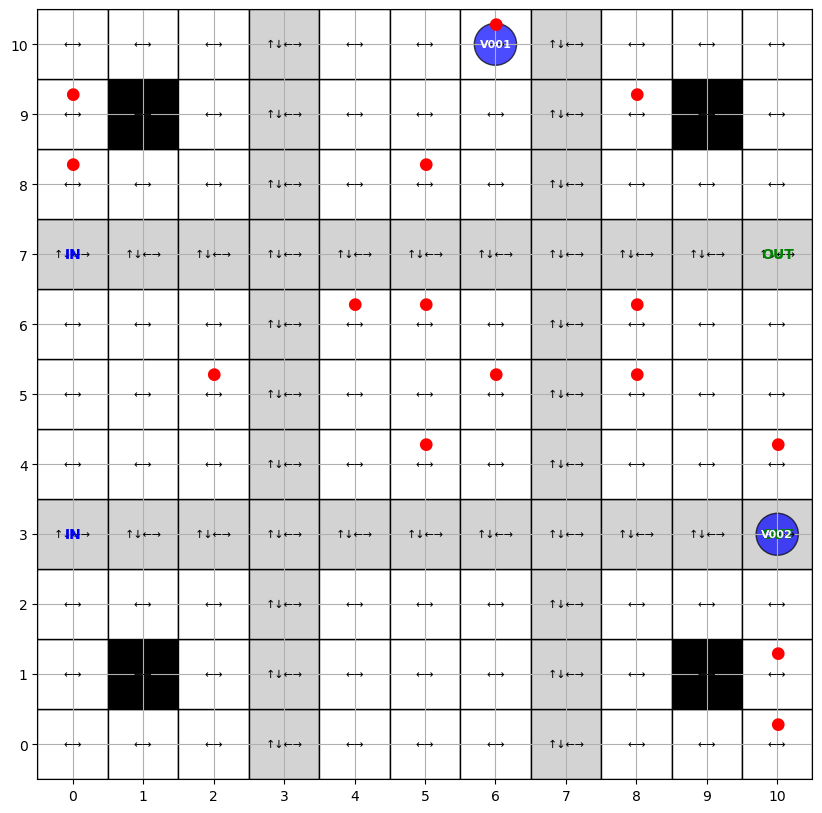 10 ←→ ←→ ←→ ↑↓←→ ←→ ←→ V001 ↑↓←→ ←→ ←→ ←→
9 ←→ ←→ ↑↓←→ ←→ ←→ ←→ ↑↓←→ ←→ ←→
8 ←→ ←→ ←→ ↑↓←→ ←→ ←→ ←→ ↑↓←→ ←→ ←→ ←→
7 IN ↑↓←→ ↑↓←→ ↑↓←→ ↑↓←→ ↑↓←→ ↑↓←→ ↑↓←→ ↑↓←→ ↑↓←→ OUT
6 ←→ ←→ ←→ ↑↓←→ ←→ ←→ ←→ ↑↓←→ ←→ ←→ ←→
5 ←→ ←→ ←→ ↑↓←→ ←→ ←→ ←→ ↑↓←→ ←→ ←→ ←→
4 ←→ ←→ ←→ ↑↓←→ ←→ ←→ ←→ ↑↓←→ ←→ ←→ ←→
3 IN ↑↓←→ ↑↓←→ ↑↓←→ ↑↓←→ ↑↓←→ ↑↓←→ ↑↓←→ ↑↓←→ ↑↓←→ V002
2 ←→ ←→ ←→ ↑↓←→ ←→ ←→ ←→ ↑↓←→ ←→ ←→ ←→
1 ←→ ←→ ↑↓←→ ←→ ←→ ←→ ↑↓←→ ←→ ←→
0 ←→ ←→ ←→ ↑↓←→ ←→ ←→ ←→ ↑↓←→ ←→ ←→ ←→
0 1 2 3 4 5 6 7 8 9 10